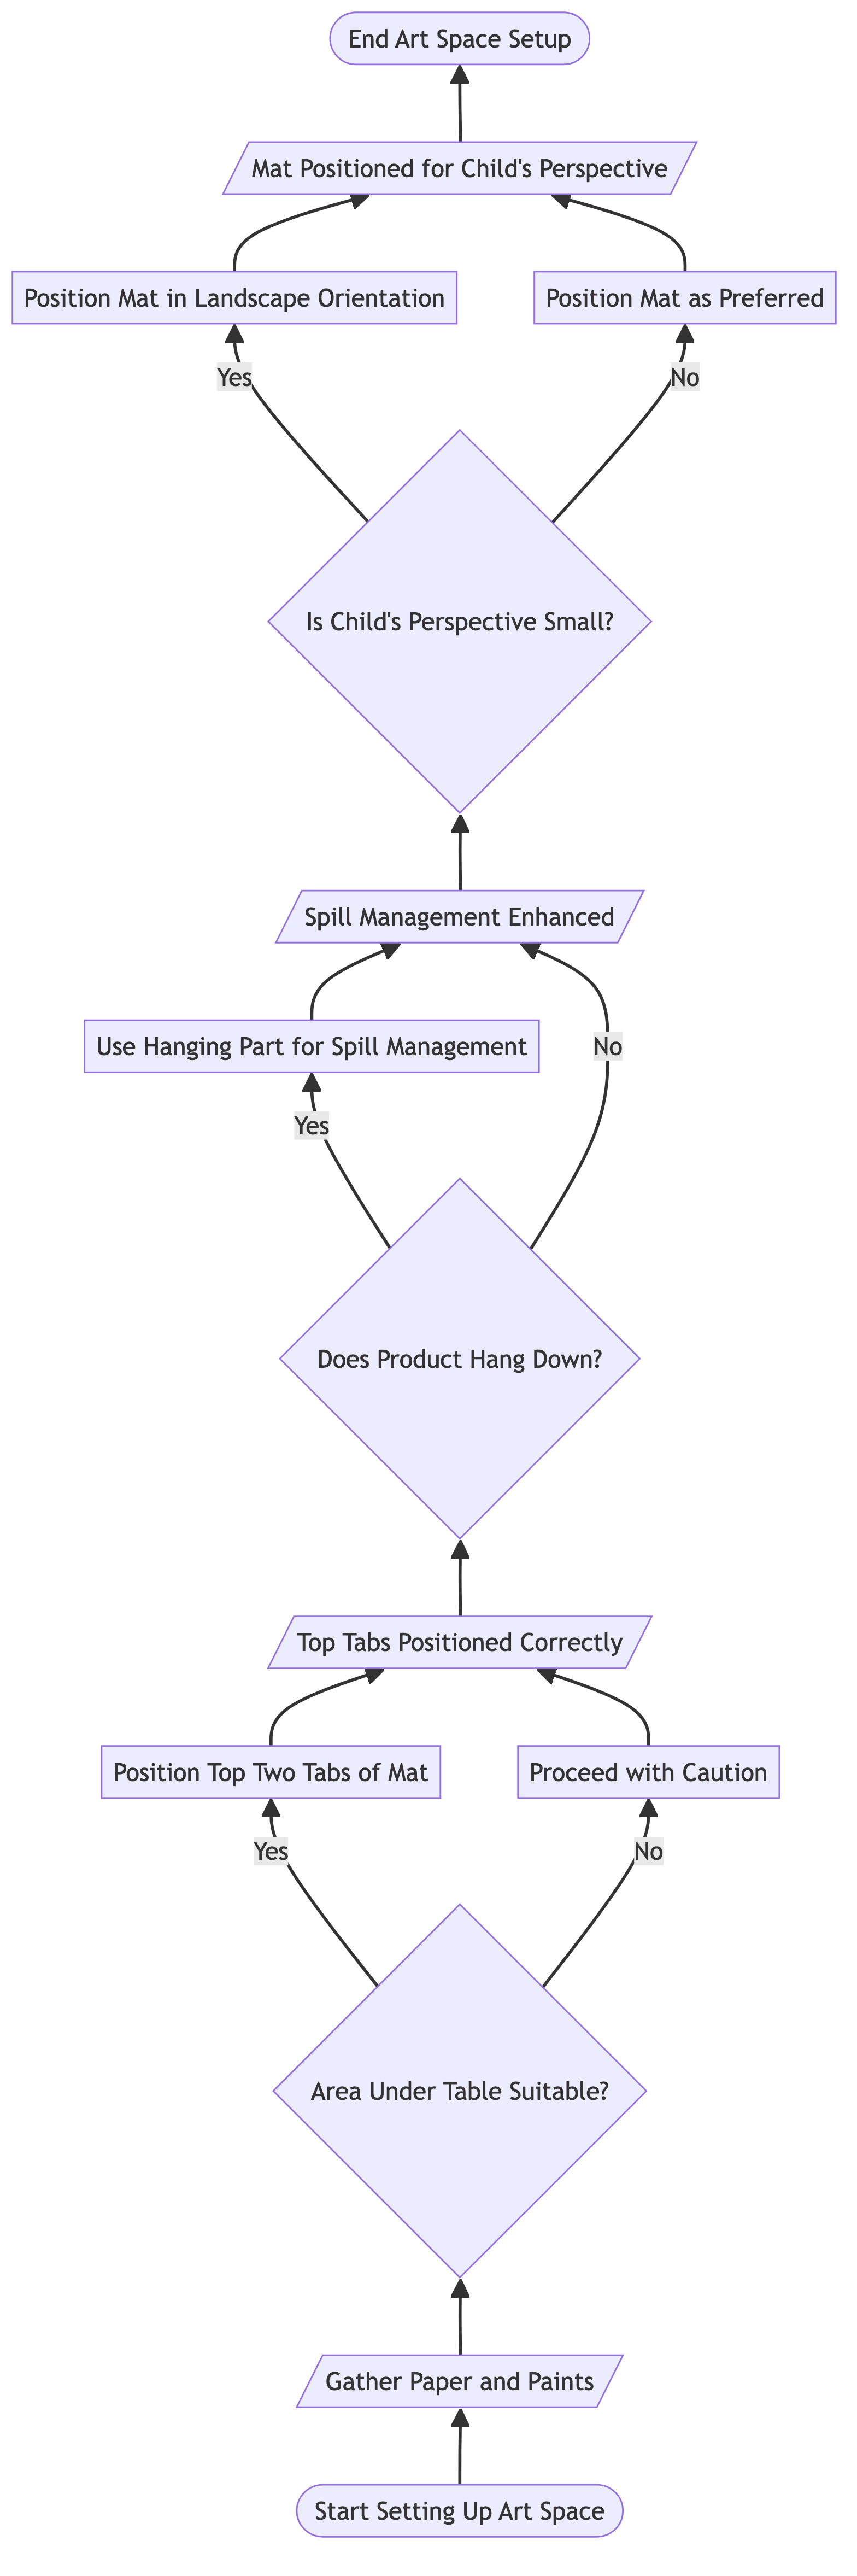 End Art Space Setup
Mat Positioned for Child's Perspective
Position Mat in Landscape Orientation
Position Mat as Preferred
Yes
No
Is Child's Perspective Small?
Spill Management Enhanced
Use Hanging Part for Spill Management
No
Yes
Does Product Hang Down?
Top Tabs Positioned Correctly
Position Top Two Tabs of Mat
Proceed with Caution
Yes
No
Area Under Table Suitable?
Gather Paper and Paints
Start Setting Up Art Space